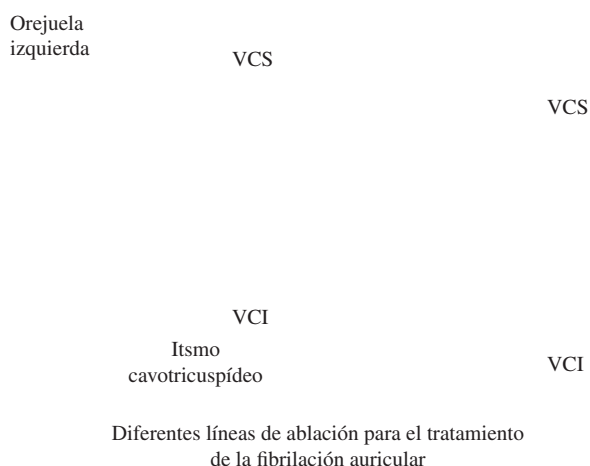 Orejuela
izquierda
VCS
VCS
VCI
Itsmo
cavotricuspídeo
VCI
Diferentes líneas de ablación para el tratamiento
de la fibrilación auricular